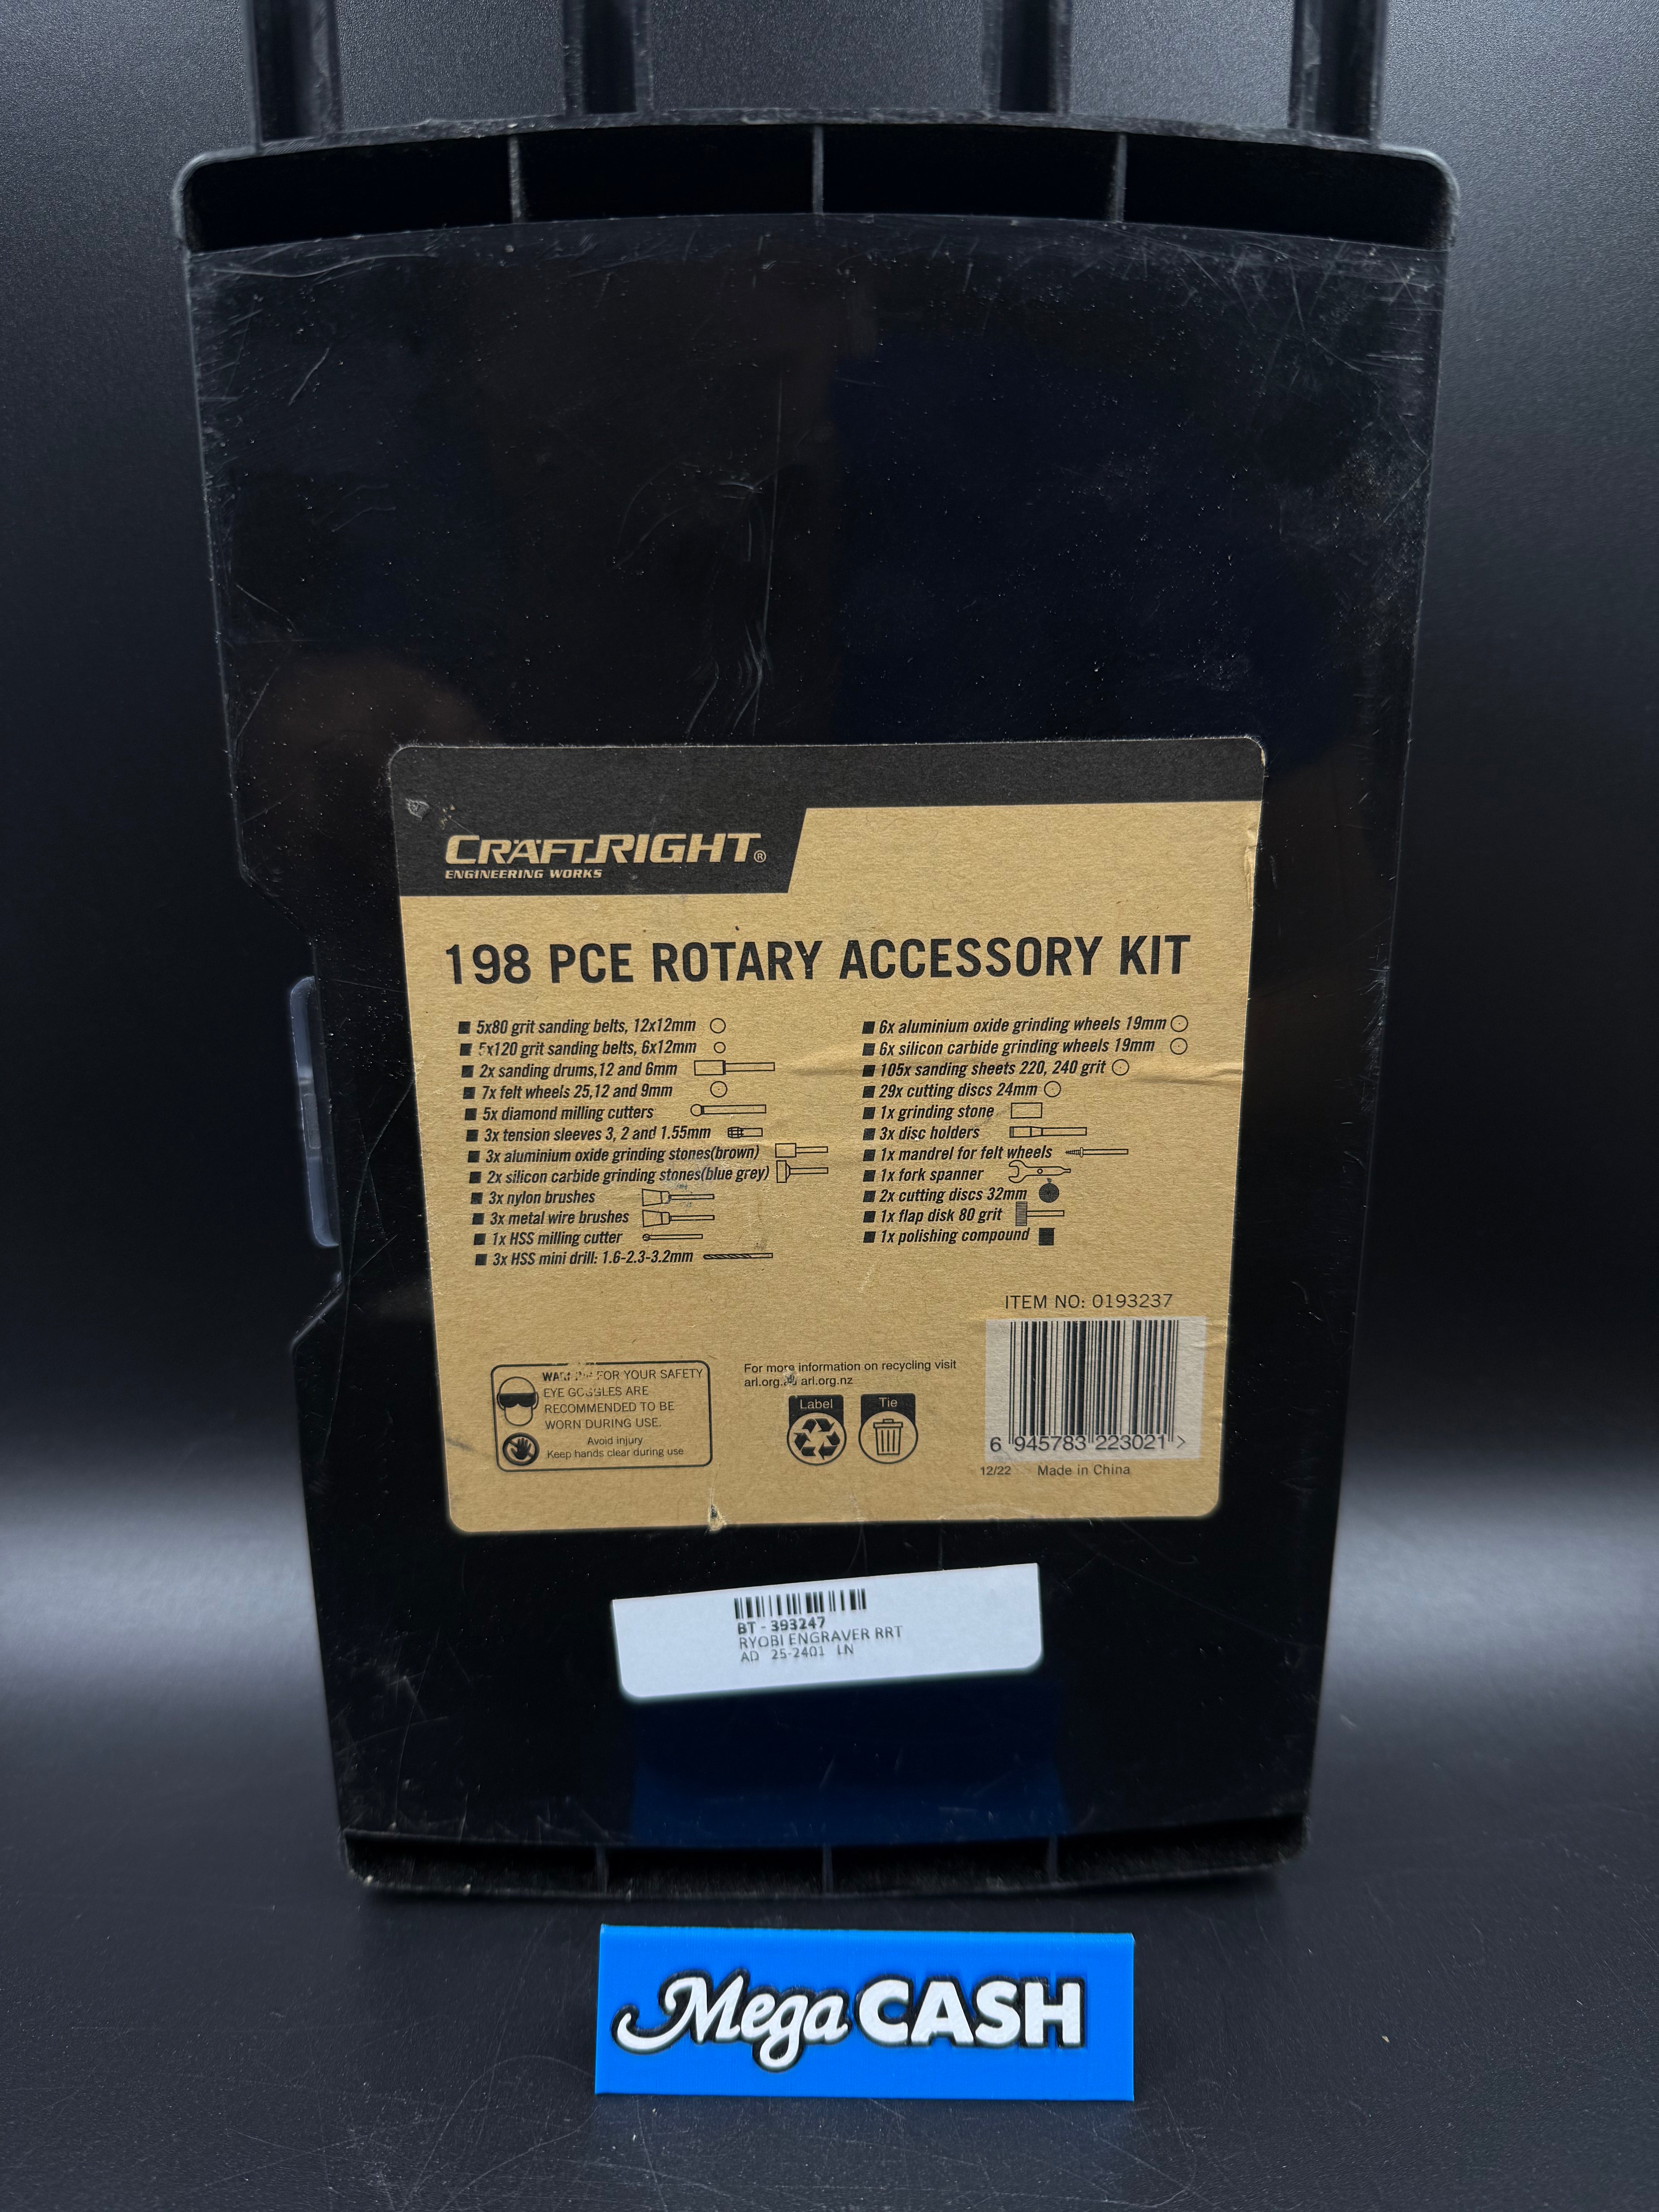 CRAFTRIGHT®
ENGINEERING WORKS
198 PCE ROTARY ACCESSORY KIT
■ 5x80 grit sanding belts, 12x12mm
■ 5x120 grit sanding belts, 6x12mm
■ 2x sanding drums,12 and 6mm
■ 7x felt wheels 25,12 and 9mm
■ 5x diamond milling cutters
■ 3x tension sleeves 3, 2 and 1.55mm
■ 3x aluminium oxide grinding stones(brown)
■ 2x silicon carbide grinding stones(blue grey)
■ 3x nylon brushes
■ 3x metal wire brushes
■ 1x HSS milling cutter
■ 3x HSS mini drill: 1.6-2.3-3.2mm
■ 6x aluminium oxide grinding wheels 19mm
■ 6x silicon carbide grinding wheels 19mm
■ 105x sanding sheets 220, 240 grit
■ 29x cutting discs 24mm
■ 1x grinding stone
■ 3x disc holders
■ 1x mandrel for felt wheels
■ 1x fork spanner
■ 2x cutting discs 32mm
■ 1x flap disk 80 grit
■ 1x polishing compound
ITEM NO: 0193237
6 945783 223021 >
12/22 Made in China
WARNING FOR YOUR SAFETY
EYE GOGGLES ARE
RECOMMENDED TO BE
WORN DURING USE.
Avoid injury
Keep hands clear during use
For more information on recycling visit
arl.org.au arl.org.nz
Label
Tie
BT - 393247
RYOBI ENGRAVER RRT
AD 25-2401 LN
Mega CASH